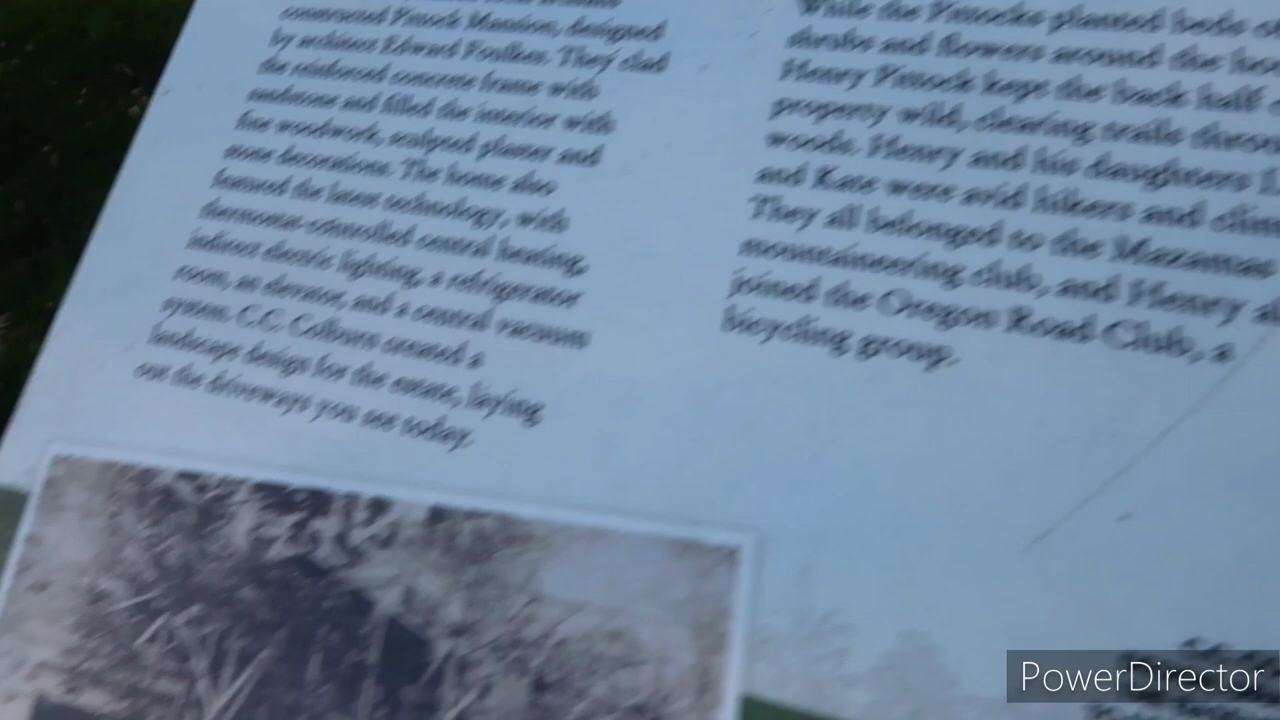 constructed Pittock Mansion, designed
by architect Edward Foulkes. They clad
the reinforced concrete frame with
sandstone and filled the interior with
fine woodwork, sculpted plaster and
stone decorations. The home also
featured the latest technology, with
thermostat-controlled central heating,
indirect electric lighting, a refrigerator
room, an elevator, and a central vacuum
system. C.C. Colburn created a
landscape design for the estate, laying
out the driveways you see today.
While the Pittocks planted beds
shrubs and flowers around the
Henry Pittock kept the back half
property wild, clearing trails
woods. Henry and his daughters
and Kate were avid hikers and
They all belonged to the Mazamas
mountaineering club, and Henry
joined the Oregon Road Club, a
bicycling group.
PowerDirector